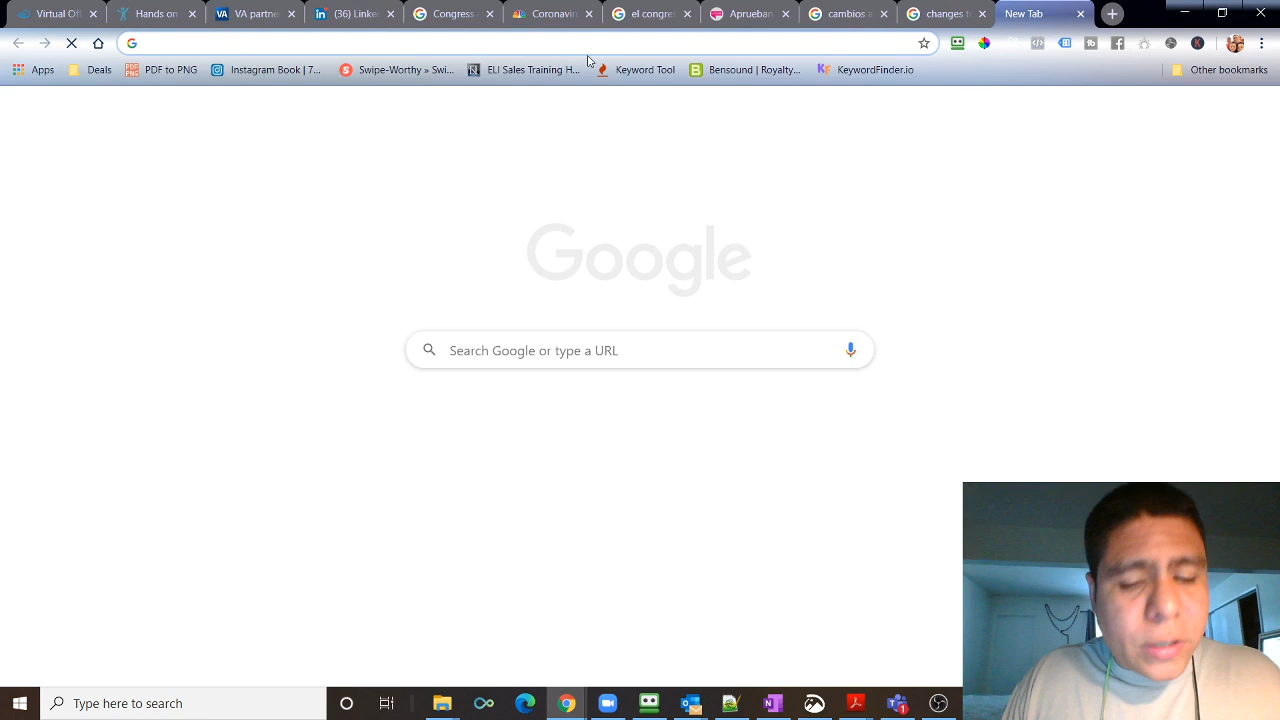 Virtual Off
Hands on
VA partne
(36) Linke
Congress
Coronavir
el congres
Aprueban
cambios a
changes t
New Tab
Apps
Deals
PDF to PNG
Instagram Book | 7...
Swipe-Worthy » Swi...
ELI Sales Training H...
Keyword Tool
Bensound | Royalty...
KeywordFinder.io
Other bookmarks
Google
Search Google or type a URL
Type here to search